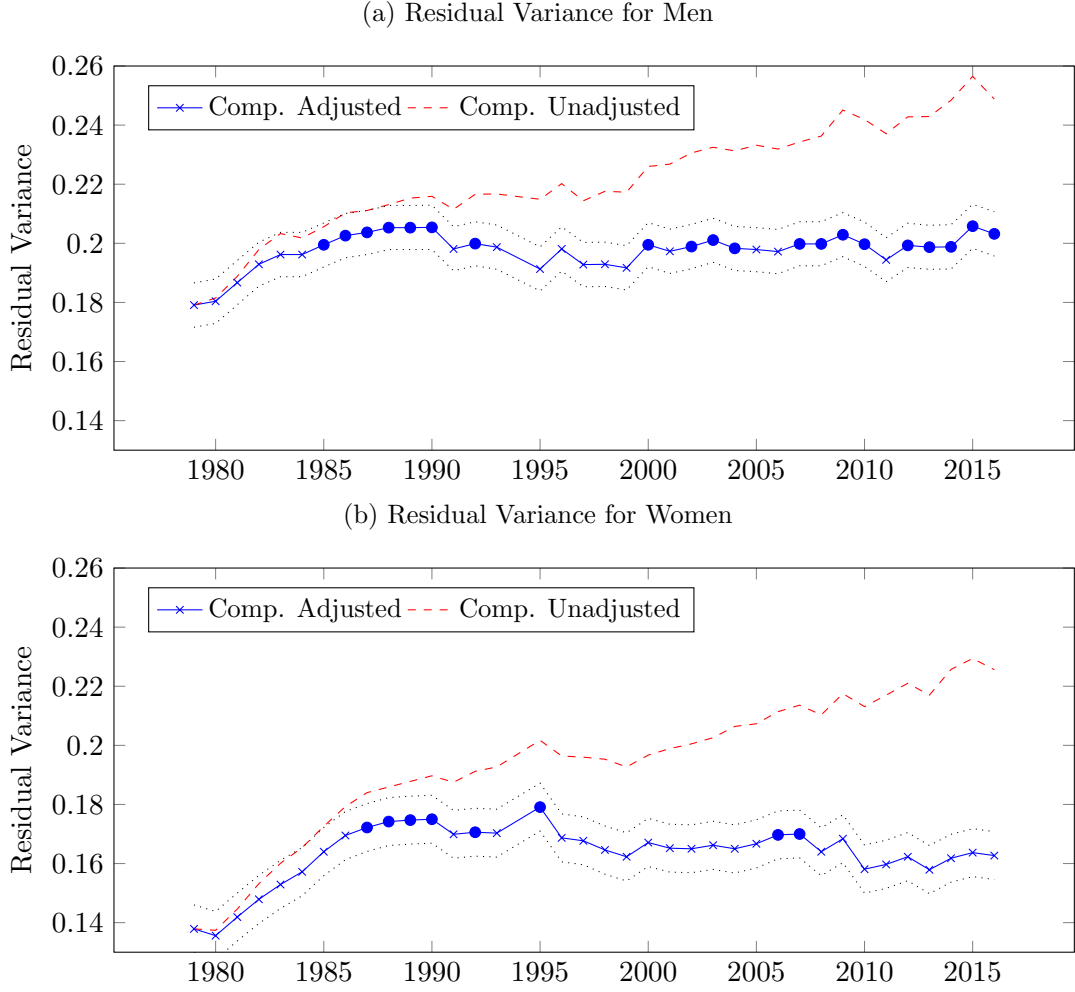 (a) Residual Variance for Men
0.26
0.24
0.22
0.2
0.18
0.16
0.14
Residual Variance
Comp. Adjusted
Comp. Unadjusted
1980 1985 1990 1995 2000 2005 2010 2015
(b) Residual Variance for Women
0.26
0.24
0.22
0.2
0.18
0.16
0.14
Residual Variance
Comp. Adjusted
Comp. Unadjusted
1980 1985 1990 1995 2000 2005 2010 2015